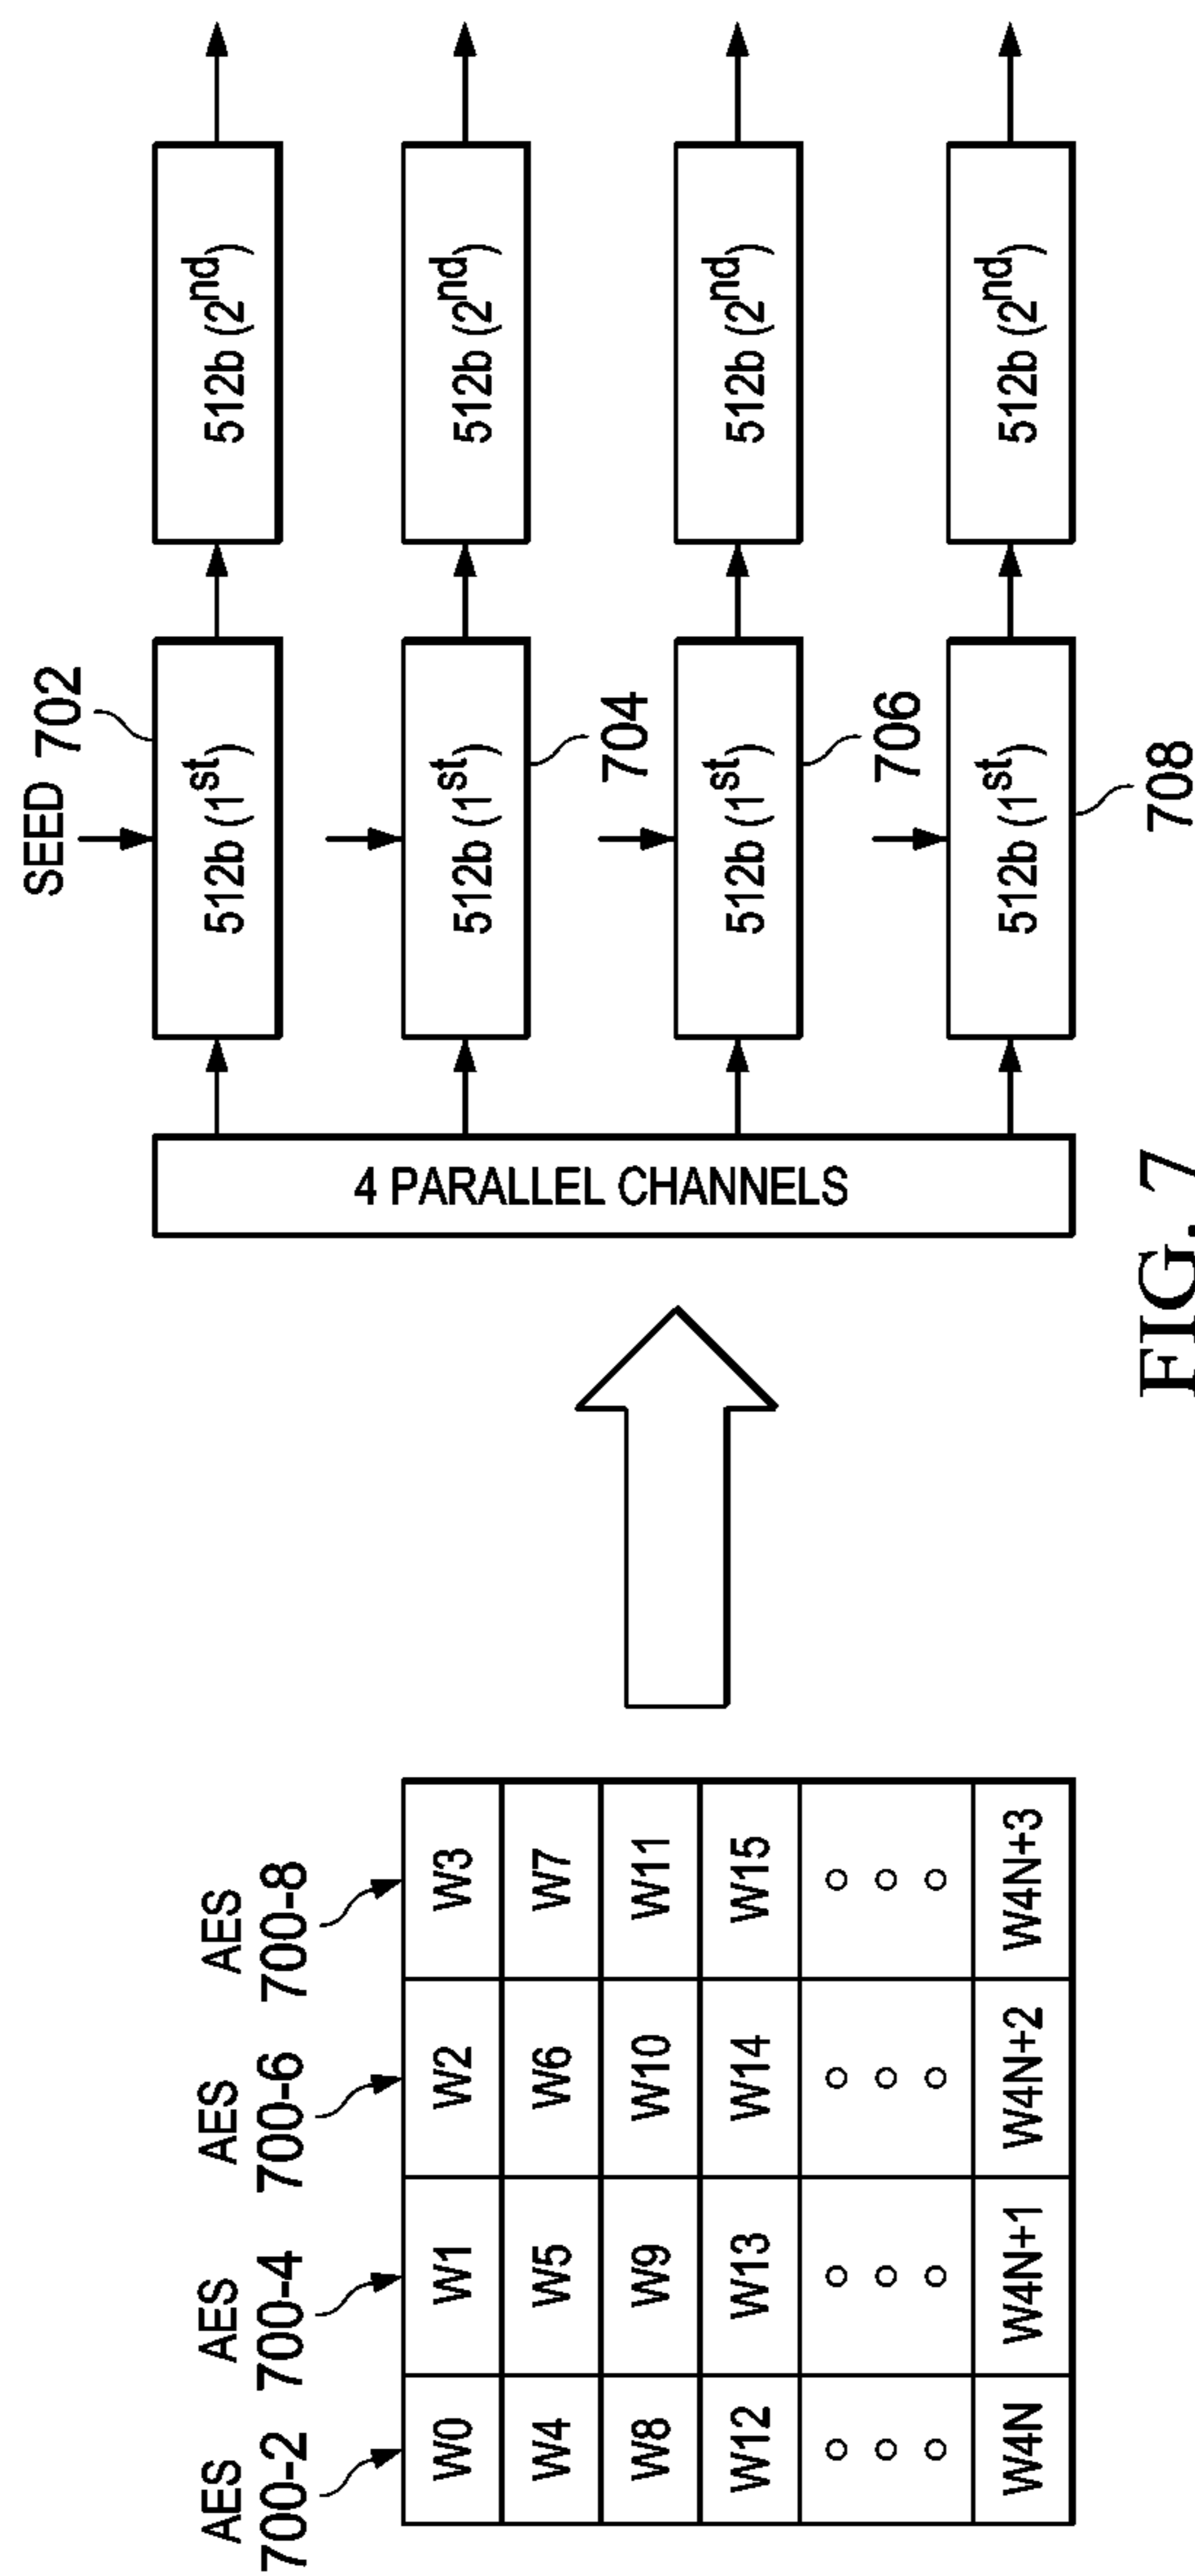 AES AES AES AES
700-2 700-4 700-6 700-8
W0 W1 W2 W3
W4 W5 W6 W7
W8 W9 W10 W11
W12 W13 W14 W15
W4N W4N+1 W4N+2 W4N+3
4 PARALLEL CHANNELS
SEED 702
512b (1st) 512b (2nd)
512b (1st) 512b (2nd)
704
512b (1st) 512b (2nd)
706
512b (1st) 512b (2nd)
708
FIG. 7